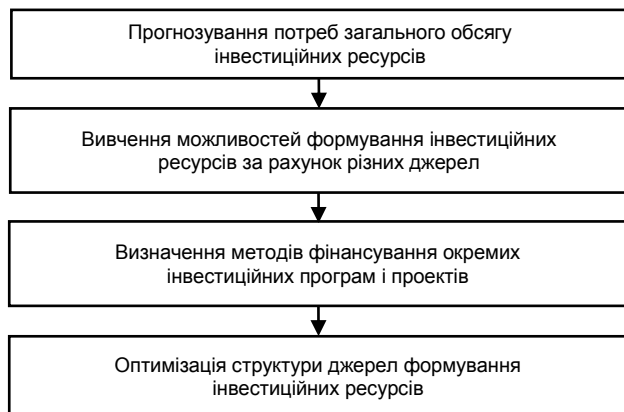 Прогнозування потреб загального обсягу
інвестиційних ресурсів
Вивчення можливостей формування інвестиційних
ресурсів за рахунок різних джерел
Визначення методів фінансування окремих
інвестиційних програм і проектів
Оптимізація структури джерел формування
інвестиційних ресурсів